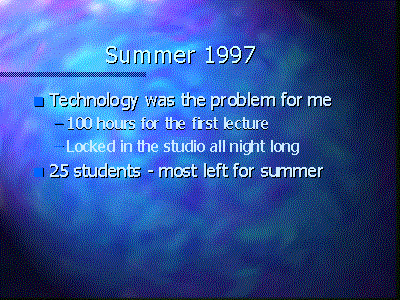 Summer 1997
Technology was the problem for me
– 100 hours for the first lecture
– Locked in the studio all night long
25 students - most left for summer